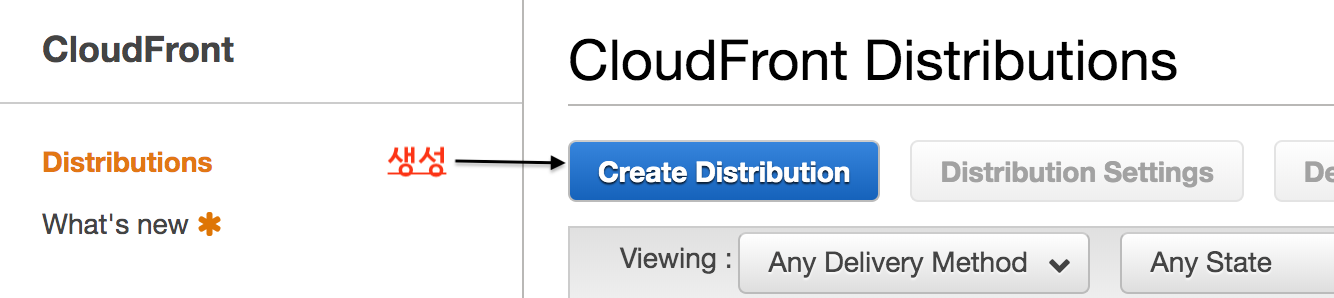 CloudFront
Distributions
What's new ✱
생성
CloudFront Distributions
Create Distribution
Distribution Settings
De
Viewing :
Any Delivery Method
Any State